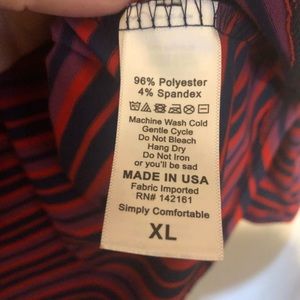 96% Polyester
4% Spandex
Machine Wash Cold
Gentle Cycle
Do Not Bleach
Hang Dry
Do Not Iron
or you'll be sad
MADE IN USA
Fabric Imported
RN# 142161
Simply Comfortable
XL